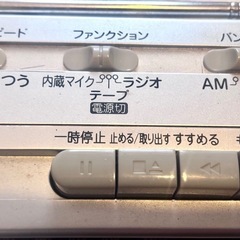 ピード ファンクション バン
つう 内蔵マイク ラジオ AM
テープ
電源切
一時停止 止める/取り出す すすめる